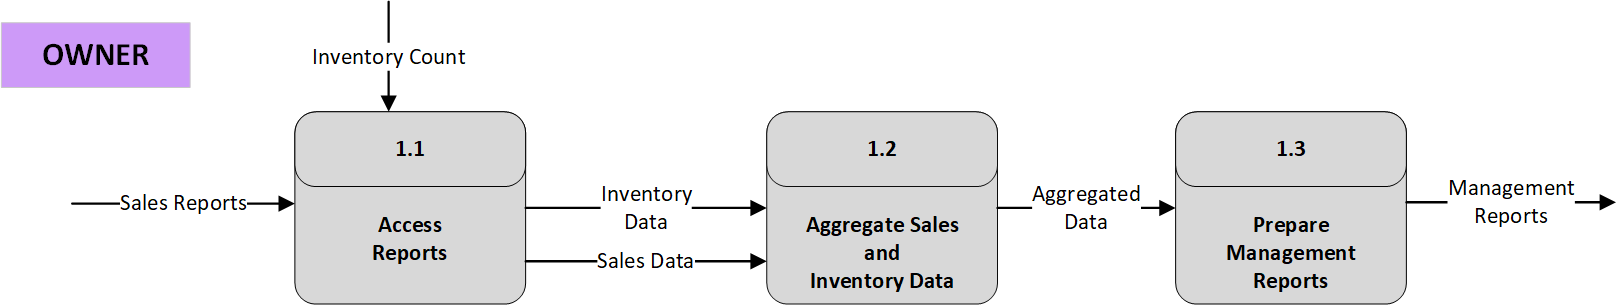 OWNER
Inventory Count
1.1
1.2
1.3
Sales Reports
Access
Reports
Inventory
Data
Sales Data
Aggregate Sales
and
Inventory Data
Aggregated
Data
Prepare
Management
Reports
Management
Reports